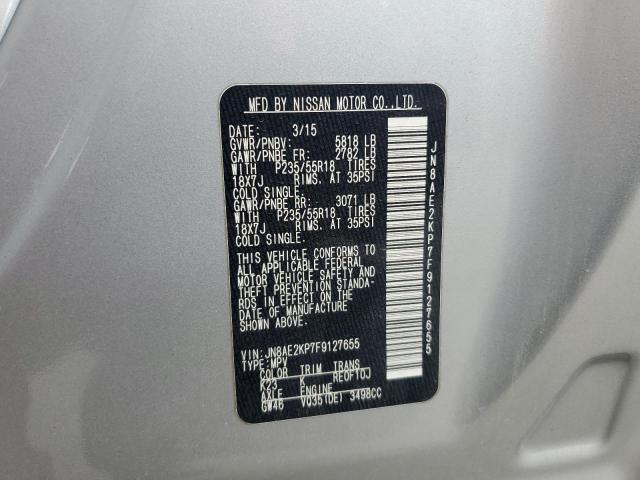 MFD BY NISSAN MOTOR CO.,LTD.
DATE: 3/15
GVWR/PNBV: 5818 LB
GAWR/PNBE FR: 2782 LB
WITH P235/55R18 TIRES
18X7J RIMS. AT 35PSI
COLD SINGLE.
GAWR/PNBE RR: 3071 LB
WITH P235/55R18 TIRES
18X7J RIMS. AT 35PSI
COLD SINGLE.
THIS VEHICLE CONFORMS TO
ALL APPLICABLE FEDERAL
MOTOR VEHICLE SAFETY AND
THEFT PREVENTION STANDA-
RDS IN EFFECT ON THE
DATE OF MANUFACTURE
SHOWN ABOVE.
VIN: JN8AE2KP7F9127655
TYPE: MPV
COLOR TRIM TRANS
K23 K RE0F10J
AXLE ENGINE
GW46 VQ35(DE) 3498CC
JN8AE2KP7F9127655